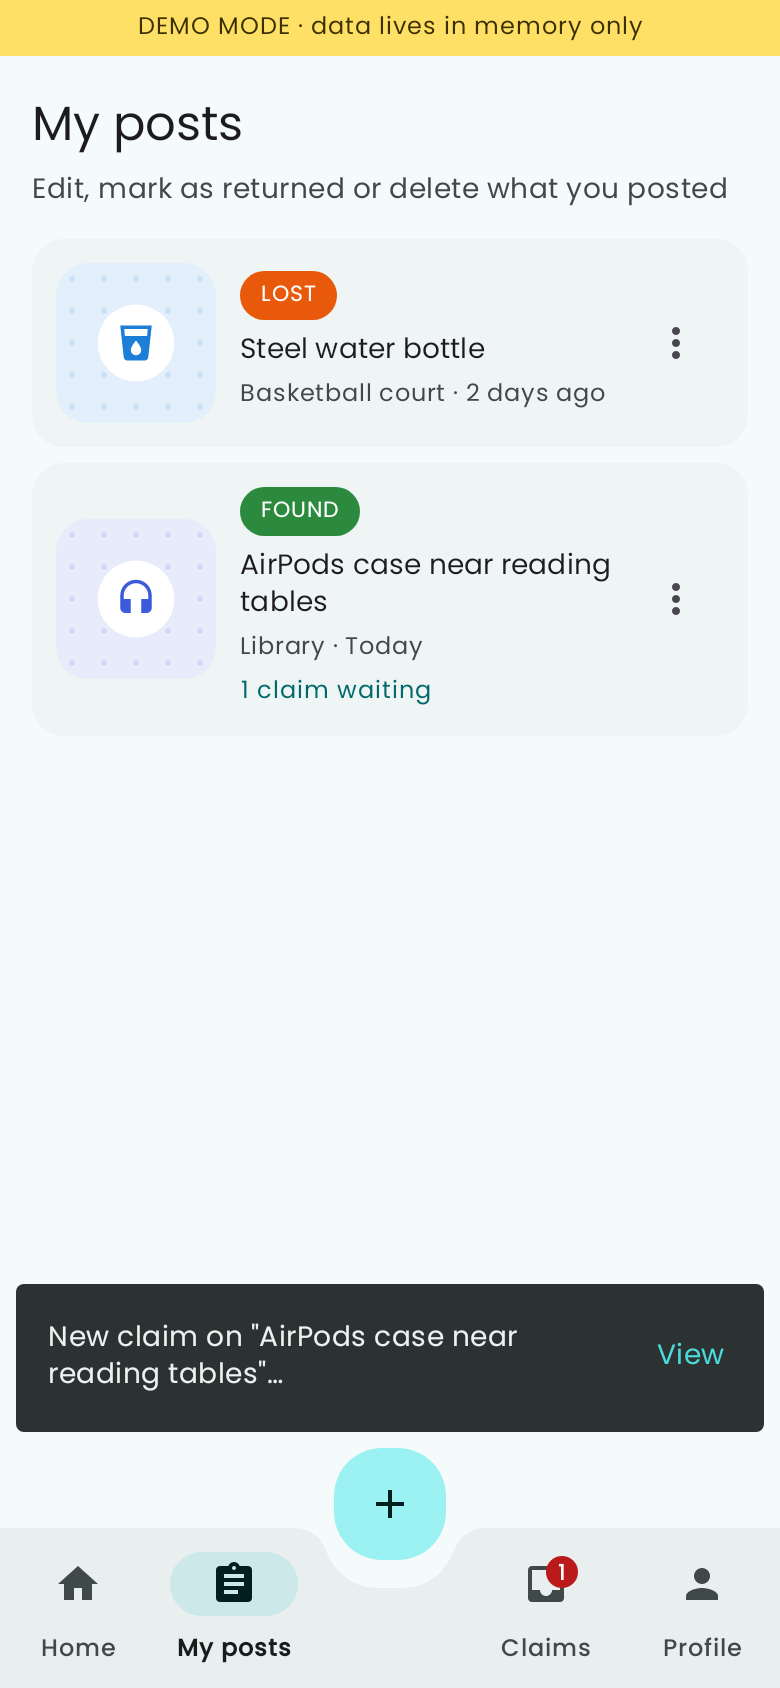 DEMO MODE · data lives in memory only
My posts
Edit, mark as returned or delete what you posted
LOST
Steel water bottle
Basketball court · 2 days ago
FOUND
AirPods case near reading
tables
Library · Today
1 claim waiting
New claim on "AirPods case near
reading tables"…
View
1
Home
My posts
Claims
Profile